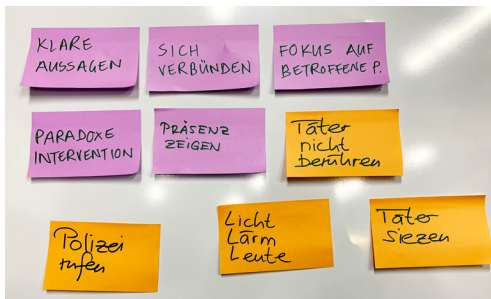 KLARE
AUSSAGEN
SICH
VERBÜNDEN
FOKUS AUF
BETROFFENE P.
PARADOXE
INTERVENTION
PRÄSENZ
ZEIGEN
Täter
nicht
berühren
Polizei
rufen
Licht
Lärm
Leute
Täter
siezen